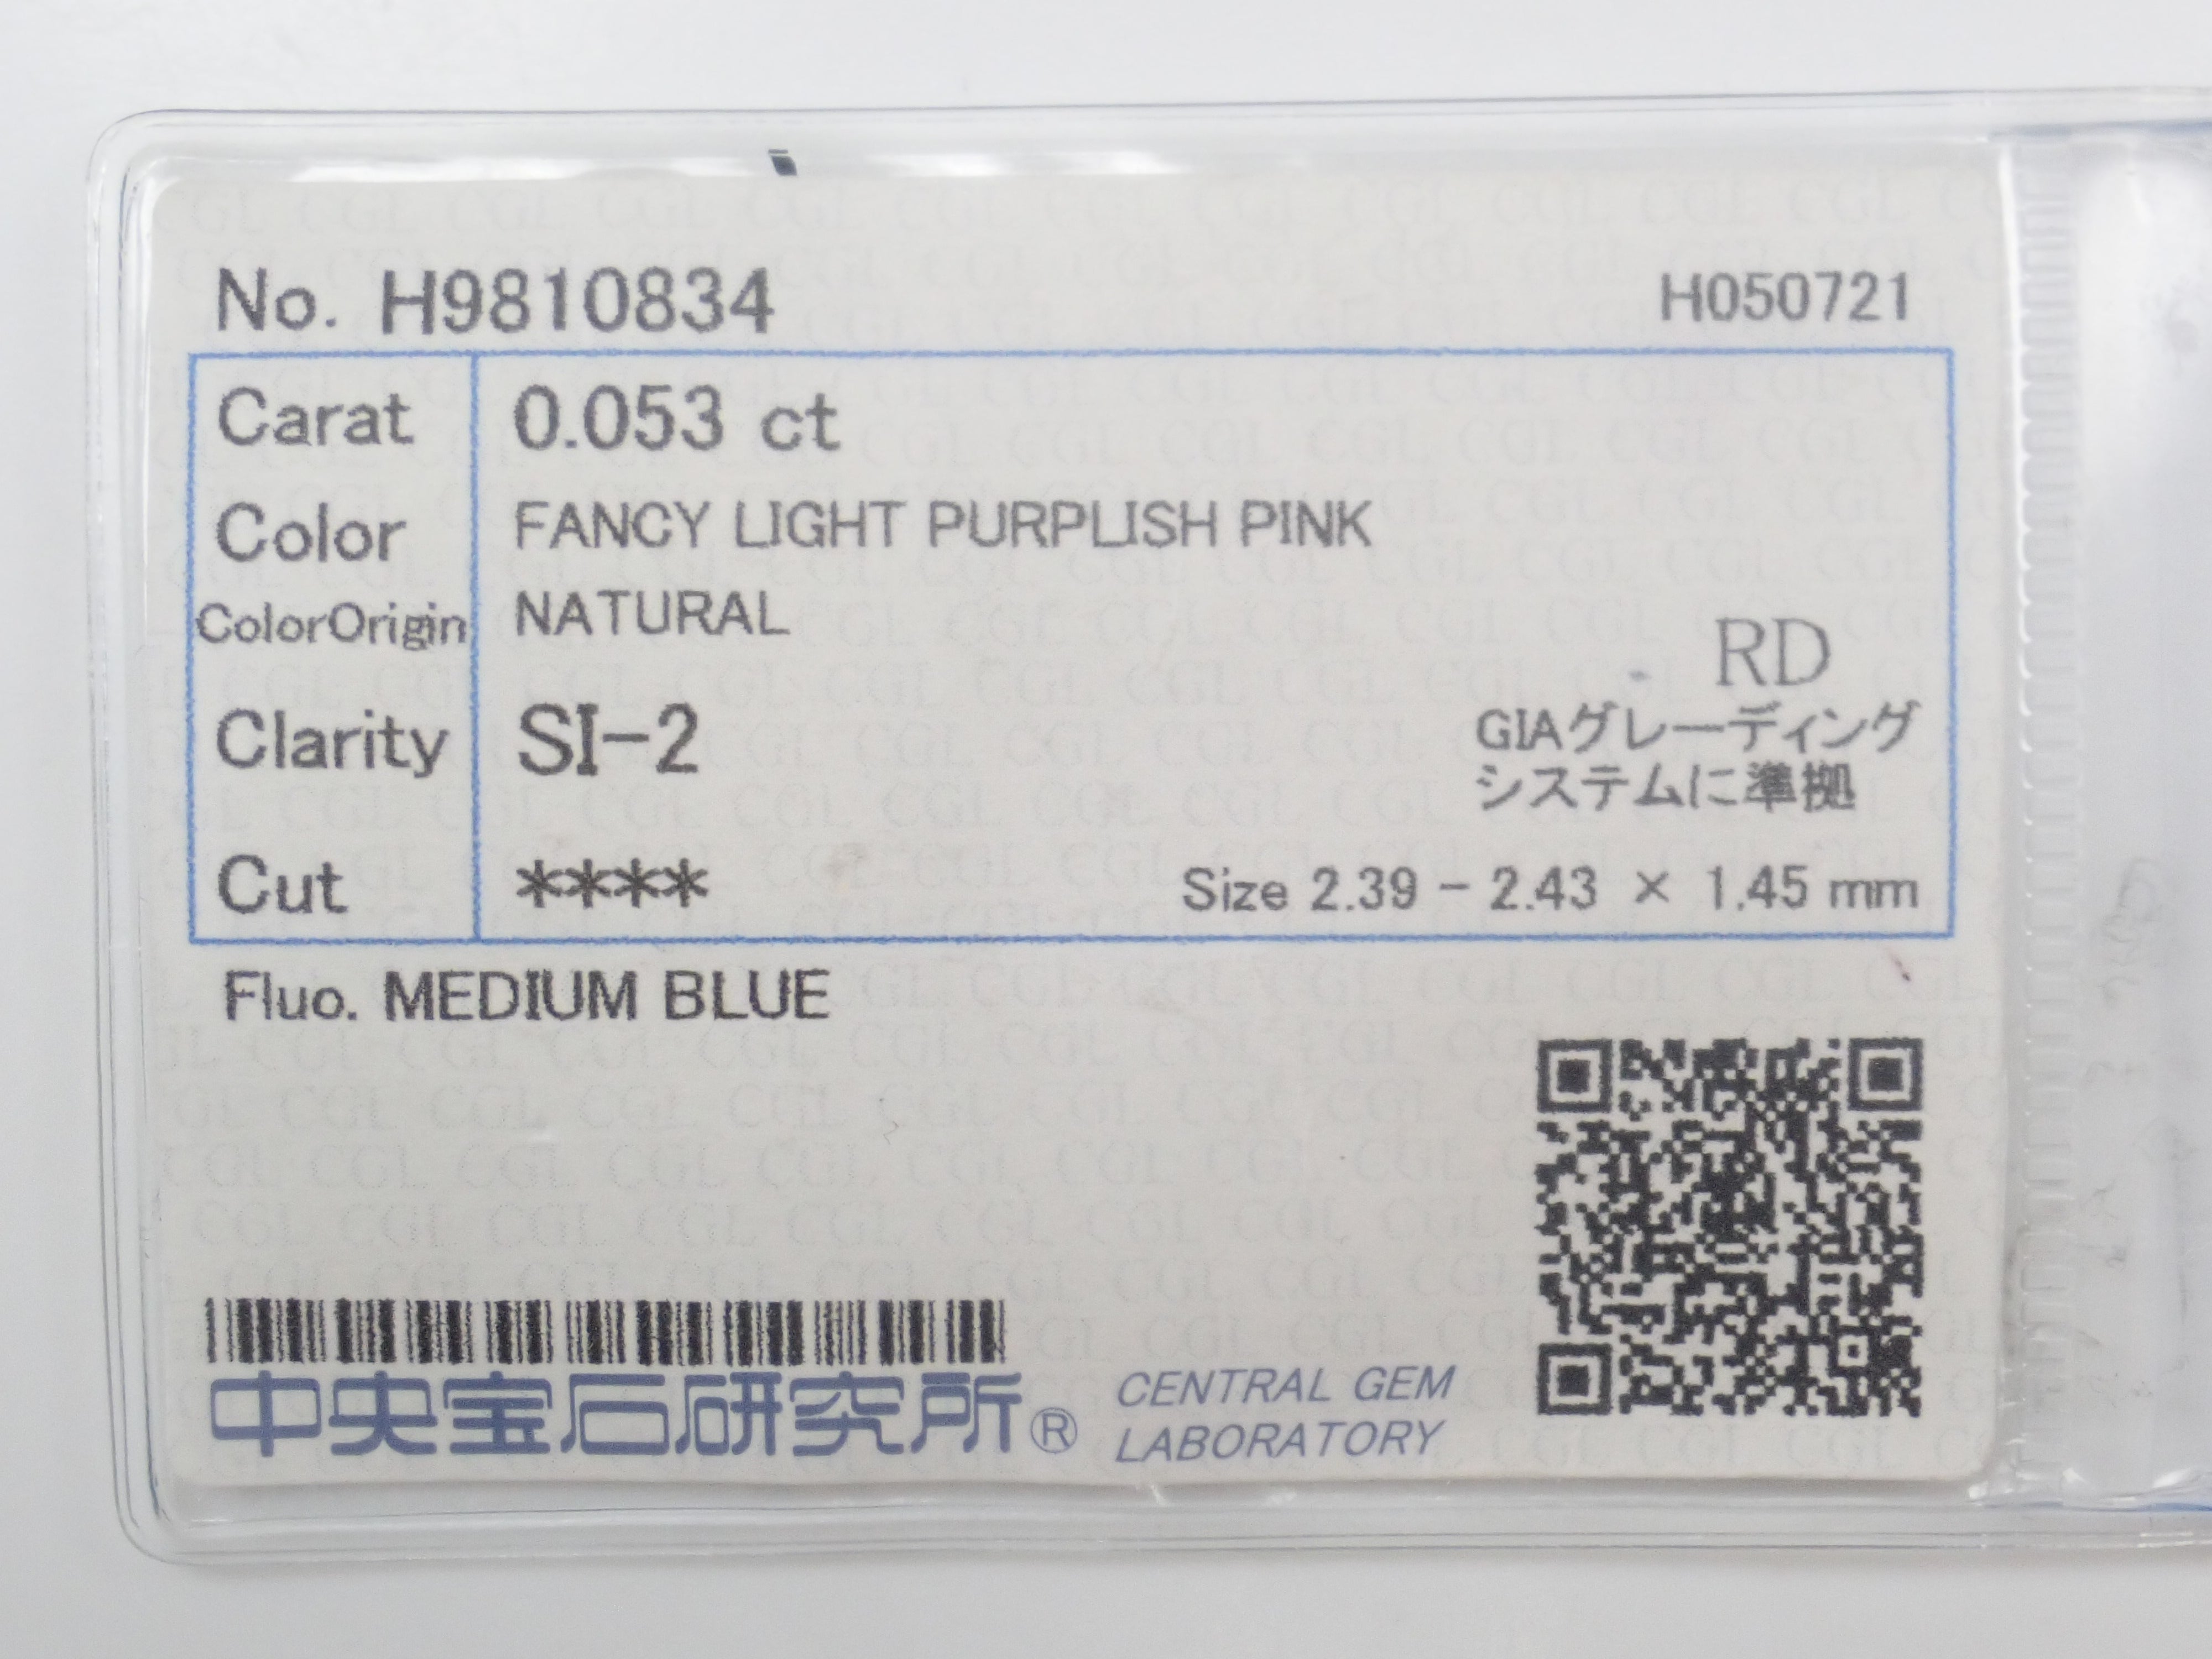 No. H9810834 H050721
Carat 0.053 ct
Color FANCY LIGHT PURPLISH PINK
ColorOrigin NATURAL
RD
Clarity SI-2
GIAグレーディング
システムに準拠
Cut **** Size 2.39 - 2.43 × 1.45 mm
Fluo. MEDIUM BLUE
中央宝石研究所® CENTRAL GEM
LABORATORY